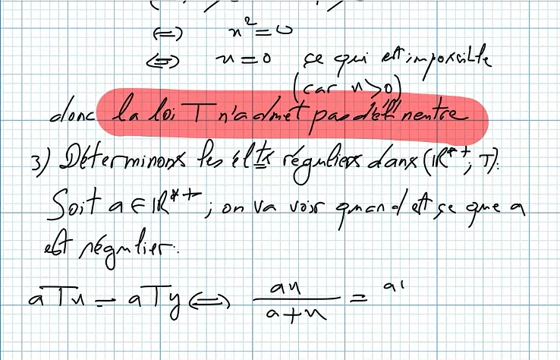 ⟺ x² = 0
⟺ x = 0 ce qui est impossible
(car x > 0)
donc la loi T n'admet pas d'élt neutre
3) Déterminons les élts réguliers dans (ℝ*+, T).
Soit a ∈ ℝ*+ ; on va voir quand est ce que a
est régulier.
aTx = aTy ⟺ ax/(a+x) = a